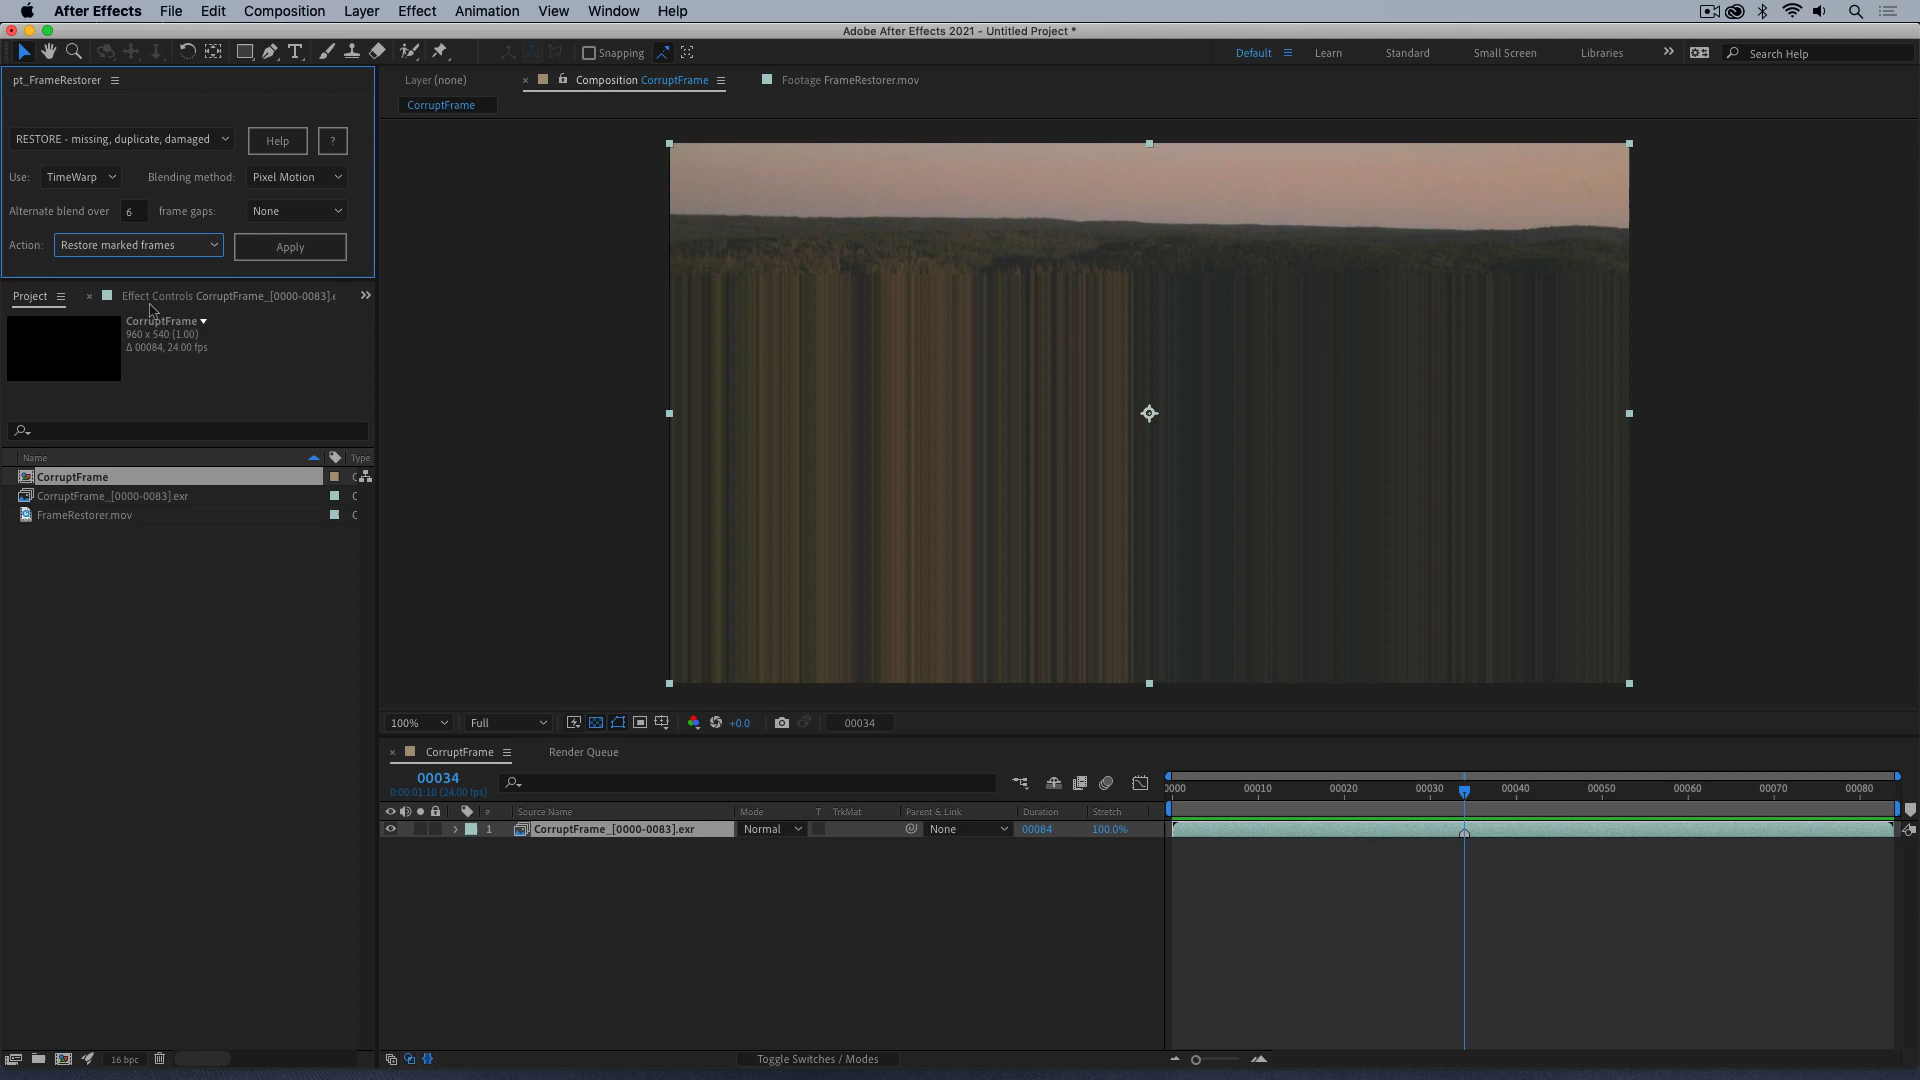 After Effects File Edit Composition Layer Effect Animation View Window Help
Adobe After Effects 2021 - Untitled Project *
Snapping Default Learn Standard Small Screen Libraries Search Help
pt_FrameRestorer
Layer (none) Composition CorruptFrame Footage FrameRestorer.mov
CorruptFrame
RESTORE - missing, duplicate, damaged Help ?
Use: TimeWarp Blending method: Pixel Motion
Alternate blend over 6 frame gaps: None
Action: Restore marked frames Apply
Project Effect Controls CorruptFrame_[0000-0083].e
CorruptFrame
960 x 540 (1.00)
Δ 00084, 24.00 fps
Name Type
CorruptFrame C
CorruptFrame_[0000-0083].exr C
FrameRestorer.mov C
100% Full +0.0 00034
CorruptFrame Render Queue
00034
0:00:01:10 (24.00 fps)
0000 00010 00020 00030 00040 00050 00060 00070 00080
# Source Name Mode T TrkMat Parent & Link Duration Stretch
1 CorruptFrame_[0000-0083].exr Normal None 00084 100.0%
16 bpc Toggle Switches / Modes